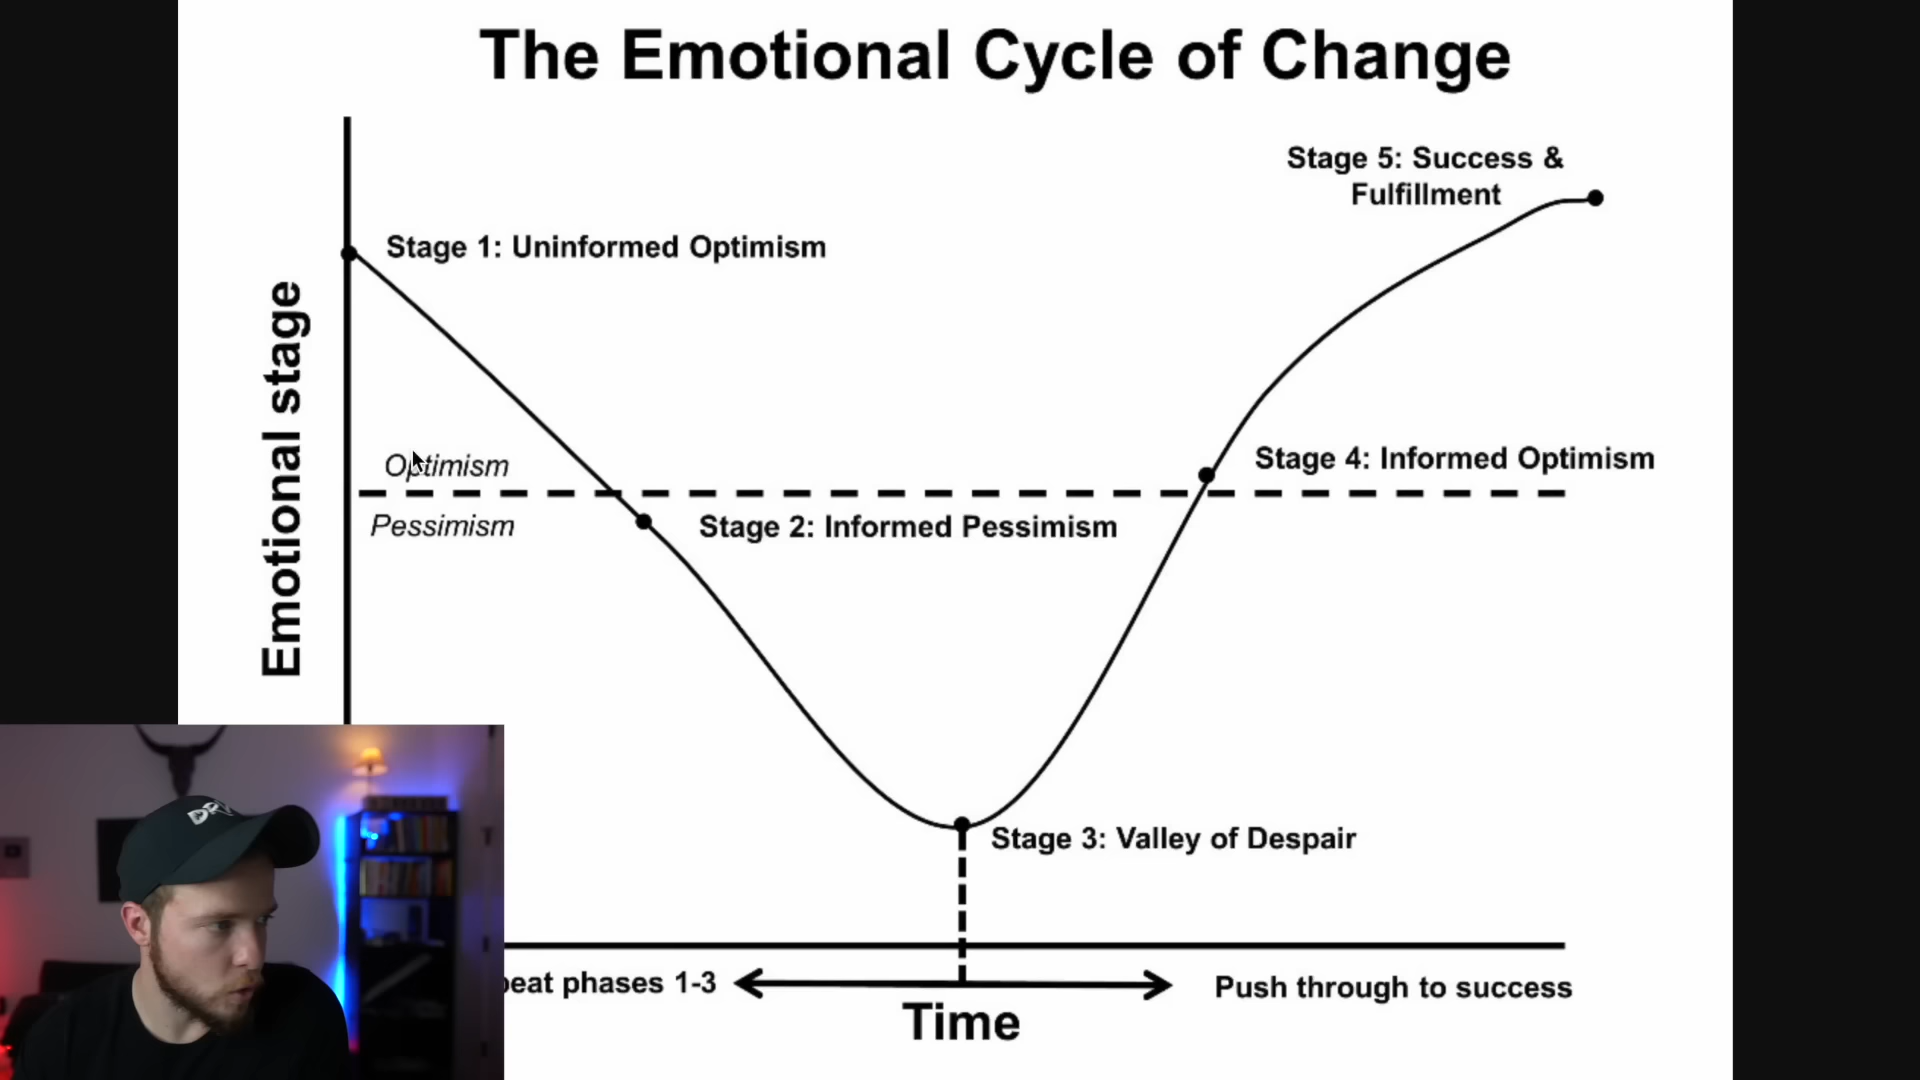 The Emotional Cycle of Change
Stage 5: Success &
Fulfillment
Stage 1: Uninformed Optimism
Emotional stage
Optimism
Stage 4: Informed Optimism
Pessimism
Stage 2: Informed Pessimism
Stage 3: Valley of Despair
phases 1-3
Push through to success
Time